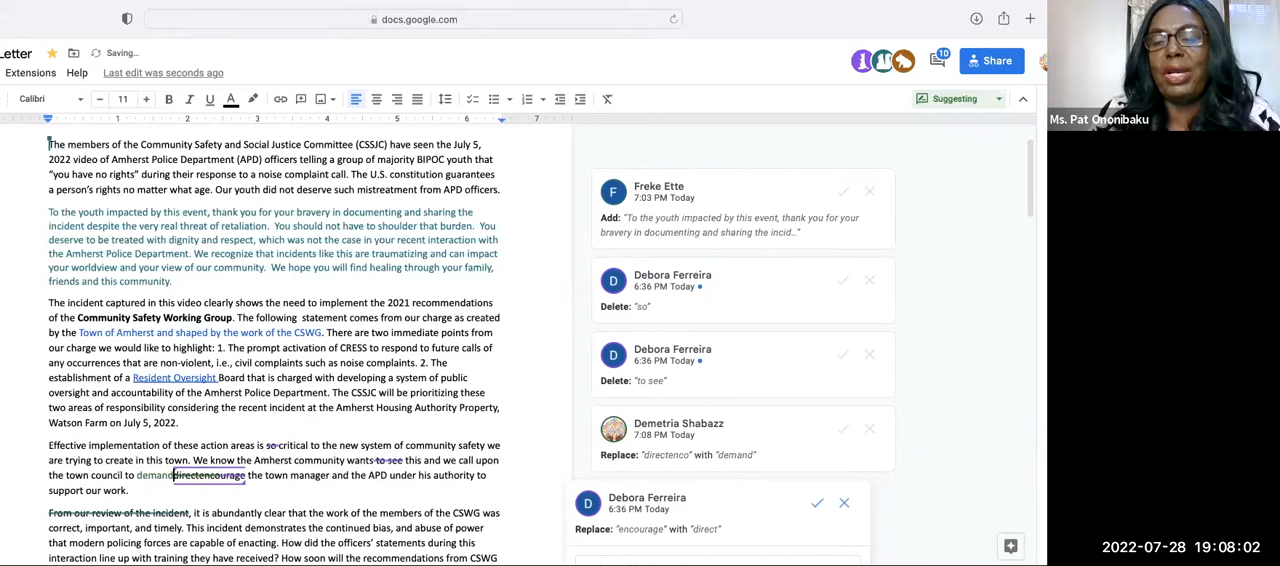 docs.google.com
Letter
Saving...
10
Share
Extensions Help Last edit was seconds ago
Calibri
11
B I U A
Suggesting
1 2 3 4 5 6 7
The members of the Community Safety and Social Justice Committee (CSSJC) have seen the July 5,
2022 video of Amherst Police Department (APD) officers telling a group of majority BIPOC youth that
"you have no rights" during their response to a noise complaint call. The U.S. constitution guarantees
a person's rights no matter what age. Our youth did not deserve such mistreatment from APD officers.
To the youth impacted by this event, thank you for your bravery in documenting and sharing the
incident despite the very real threat of retaliation. You should not have to shoulder that burden. You
deserve to be treated with dignity and respect, which was not the case in your recent interaction with
the Amherst Police Department. We recognize that incidents like this are traumatizing and can impact
your worldview and your view of our community. We hope you will find healing through your family,
friends and this community.
The incident captured in this video clearly shows the need to implement the 2021 recommendations
of the Community Safety Working Group. The following statement comes from our charge as created
by the Town of Amherst and shaped by the work of the CSWG. There are two immediate points from
our charge we would like to highlight: 1. The prompt activation of CRESS to respond to future calls of
any occurrences that are non-violent, i.e., civil complaints such as noise complaints. 2. The
establishment of a Resident Oversight Board that is charged with developing a system of public
oversight and accountability of the Amherst Police Department. The CSSJC will be prioritizing these
two areas of responsibility considering the recent incident at the Amherst Housing Authority Property,
Watson Farm on July 5, 2022.
Effective implementation of these action areas is so critical to the new system of community safety we
are trying to create in this town. We know the Amherst community wants to see this and we call upon
the town council to demanddirectencourage the town manager and the APD under his authority to
support our work.
From our review of the incident, it is abundantly clear that the work of the members of the CSWG was
correct, important, and timely. This incident demonstrates the continued bias, and abuse of power
that modern policing forces are capable of enacting. How did the officers' statements during this
interaction line up with training they have received? How soon will the recommendations from CSWG
F
Freke Ette
7:03 PM Today
Add: "To the youth impacted by this event, thank you for your
bravery in documenting and sharing the incid..."
D
Debora Ferreira
6:36 PM Today
Delete: "so"
D
Debora Ferreira
6:36 PM Today
Delete: "to see"
Demetria Shabazz
7:08 PM Today
Replace: "directenco" with "demand"
D
Debora Ferreira
6:36 PM Today
Replace: "encourage" with "direct"
Ms. Pat Ononibaku
2022-07-28 19:08:02